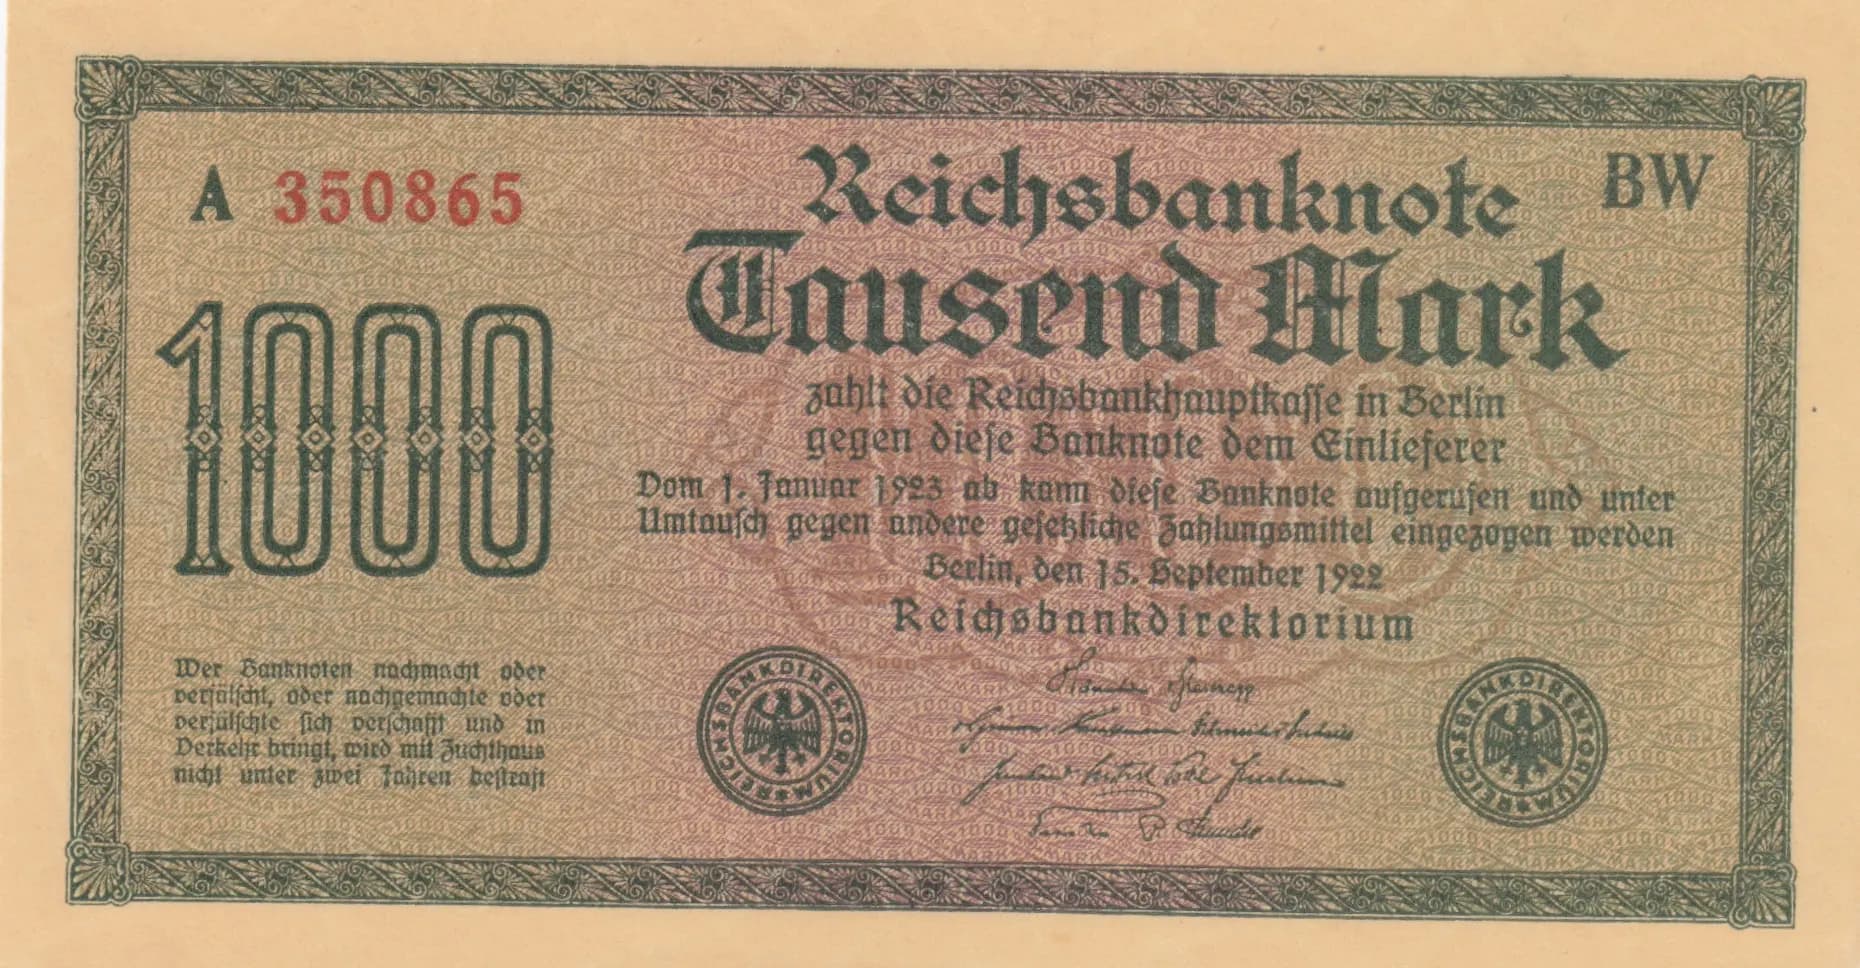 A 350865
BW
Reichsbanknote
Tausend Mark
1000
zahlt die Reichsbankhauptkasse in Berlin
gegen diese Banknote dem Einlieferer
Vom 1. Januar 1923 ab kann diese Banknote aufgerufen und unter
Umtausch gegen andere gesetzliche Zahlungsmittel eingezogen werden
Berlin, den 15. September 1922
Reichsbankdirektorium
Wer Banknoten nachmacht oder
verfälscht, oder nachgemachte oder
verfälschte sich verschafft und in
Verkehr bringt, wird mit Zuchthaus
nicht unter zwei Jahren bestraft
REICHSBANKDIREKTORIUM
REICHSBANKDIREKTORIUM